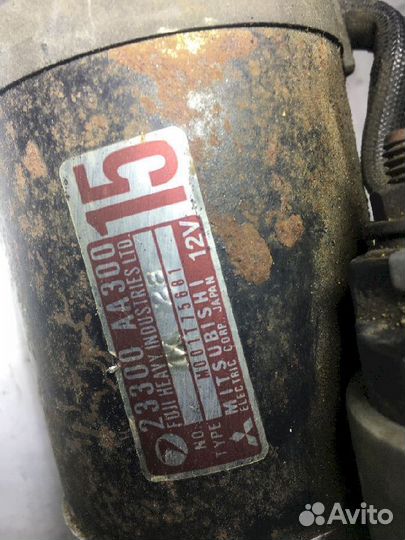 23300 AA300
15
FUJI HEAVY INDUSTRIES LTD.
NO.
TYPE M001T75681
MITSUBISHI 12V
ELECTRIC CORP. JAPAN
Avito